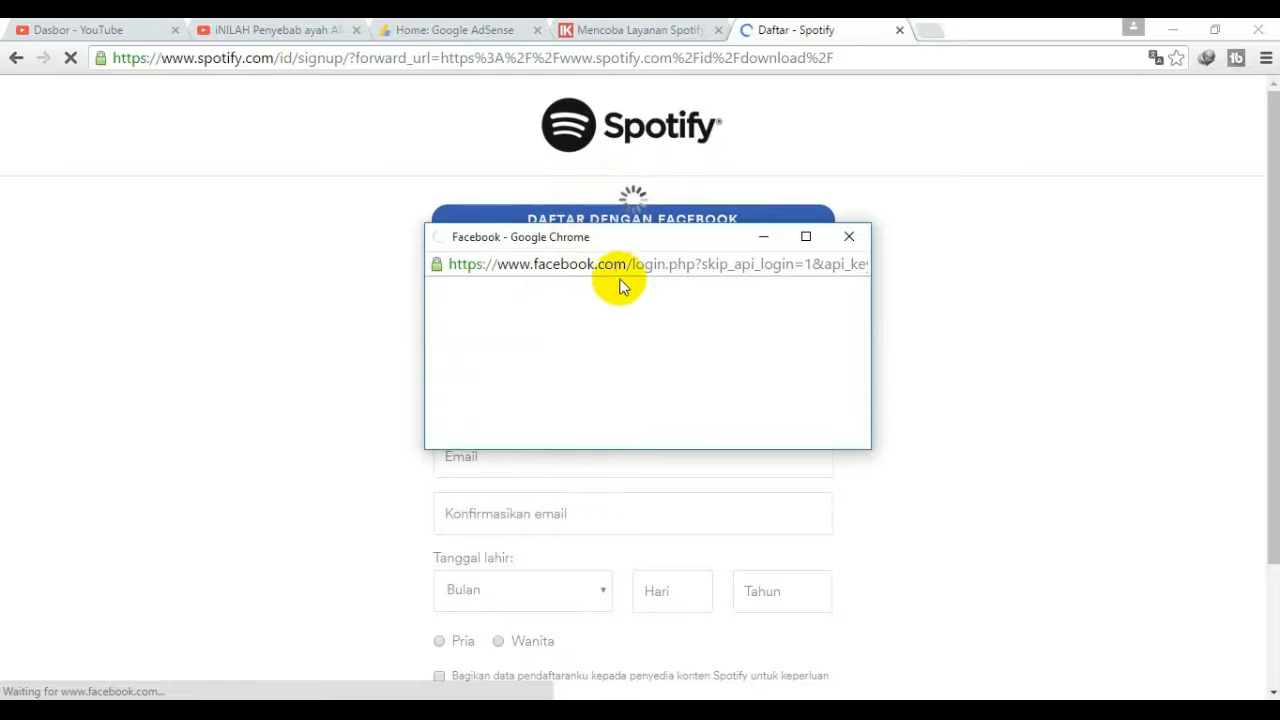 Dasbor - YouTube
iNILAH Penyebab ayah Al
Home: Google AdSense
Mencoba Layanan Spotify
Daftar - Spotify
https://www.spotify.com/id/signup/?forward_url=https%3A%2F%2Fwww.spotify.com%2Fid%2Fdownload%2F
Spotify®
DAFTAR DENGAN FACEBOOK
Facebook - Google Chrome
https://www.facebook.com/login.php?skip_api_login=1&api_key
Email
Konfirmasikan email
Tanggal lahir:
Bulan
Hari
Tahun
Pria
Wanita
Bagikan data pendaftaranku kepada penyedia konten Spotify untuk keperluan
Waiting for www.facebook.com...